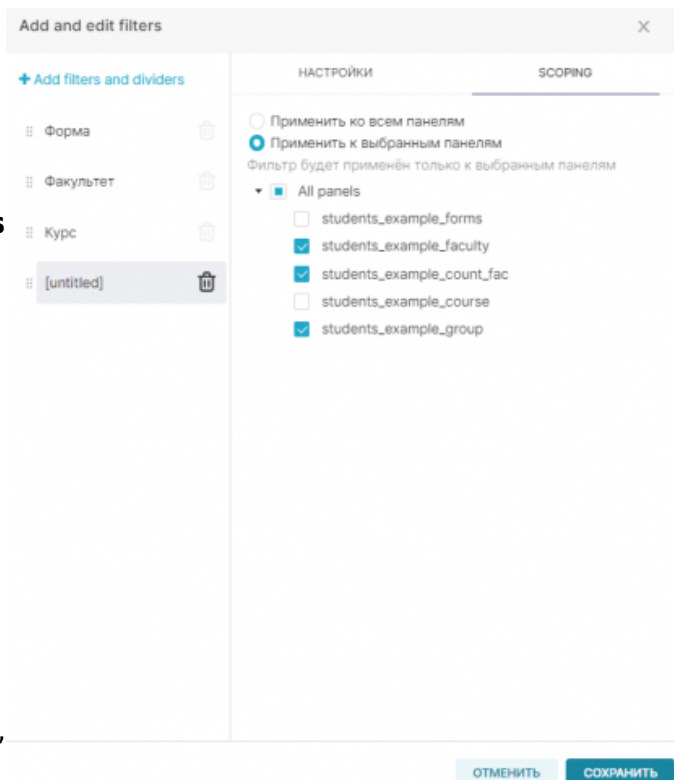 Add and edit filters
+ Add filters and dividers
Форма
Факультет
Курс
[untitled]
НАСТРОЙКИ
SCOPING
Применить ко всем панелям
Применить к выбранным панелям
Фильтр будет применён только к выбранным панелям
All panels
students_example_forms
students_example_faculty
students_example_count_fac
students_example_course
students_example_group
ОТМЕНИТЬ
СОХРАНИТЬ